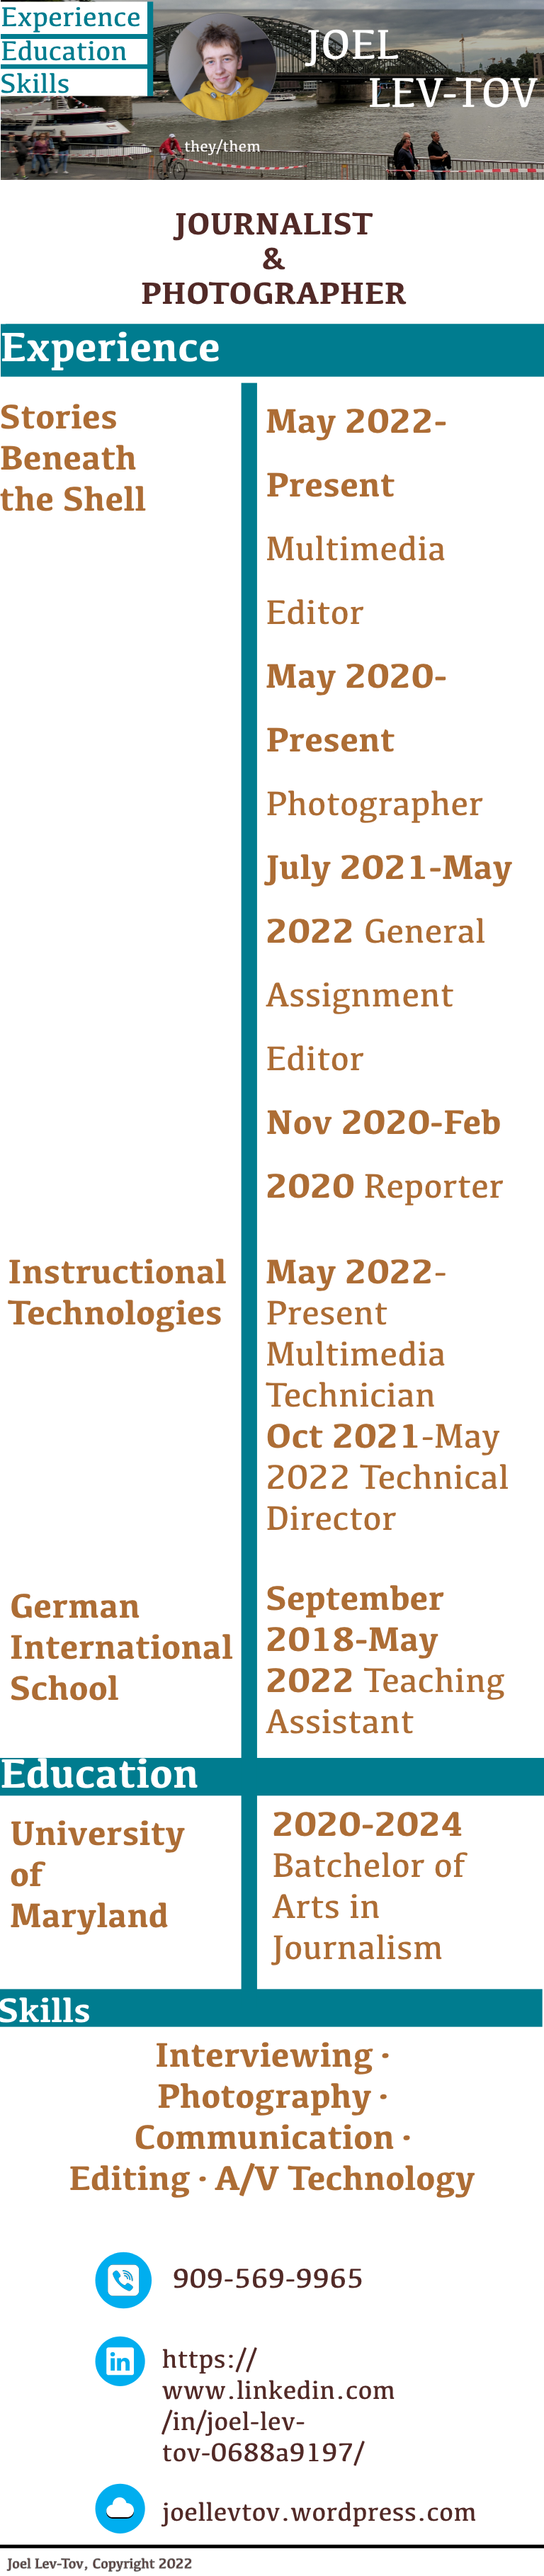 Experience
Education
Skills
JOEL
LEV-TOV
they/them
JOURNALIST
&
PHOTOGRAPHER
Experience
Stories
Beneath
the Shell
May 2022-
Present
Multimedia
Editor
May 2020-
Present
Photographer
July 2021-May
2022 General
Assignment
Editor
Nov 2020-Feb
2020 Reporter
Instructional
Technologies
May 2022-
Present
Multimedia
Technician
Oct 2021-May
2022 Technical
Director
German
International
School
September
2018-May
2022 Teaching
Assistant
Education
University
of
Maryland
2020-2024
Batchelor of
Arts in
Journalism
Skills
Interviewing ·
Photography ·
Communication ·
Editing · A/V Technology
909-569-9965
in
https://
www.linkedin.com
/in/joel-lev-
tov-0688a9197/
joellevtov.wordpress.com
Joel Lev-Tov, Copyright 2022